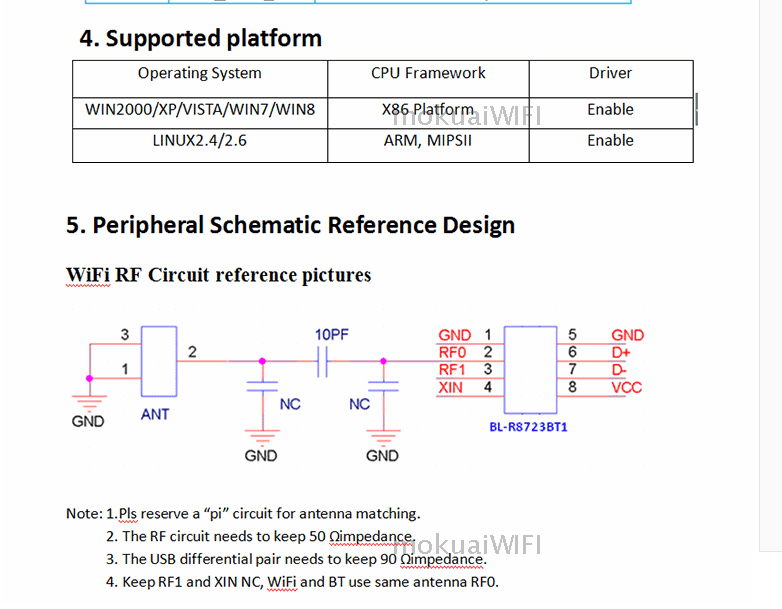 4. Supported platform
Operating System CPU Framework Driver
WIN2000/XP/VISTA/WIN7/WIN8 X86 Platform Enable
mokuaiWIFI
LINUX2.4/2.6 ARM, MIPSII Enable
5. Peripheral Schematic Reference Design
WiFi RF Circuit reference pictures
3 10PF GND 1 5 GND
2 RF0 2 6 D+
1 RF1 3 7 D-
XIN 4 8 VCC
NC NC
GND ANT BL-R8723BT1
GND GND
Note: 1.Pls reserve a “pi” circuit for antenna matching.
2. The RF circuit needs to keep 50 Ωimpedance.
mokuaiWIFI
3. The USB differential pair needs to keep 90 Ωimpedance.
4. Keep RF1 and XIN NC, WiFi and BT use same antenna RF0.